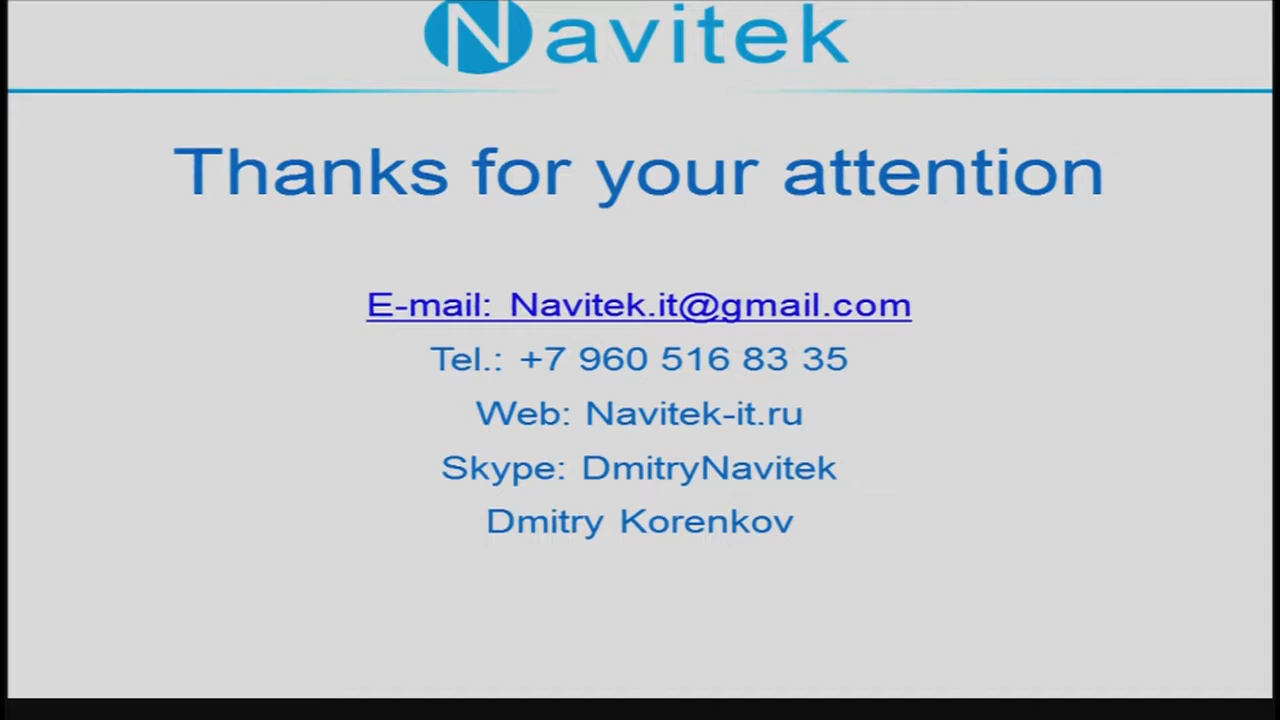 Navitek
Thanks for your attention
E-mail: Navitek.it@gmail.com
Tel.: +7 960 516 83 35
Web: Navitek-it.ru
Skype: DmitryNavitek
Dmitry Korenkov